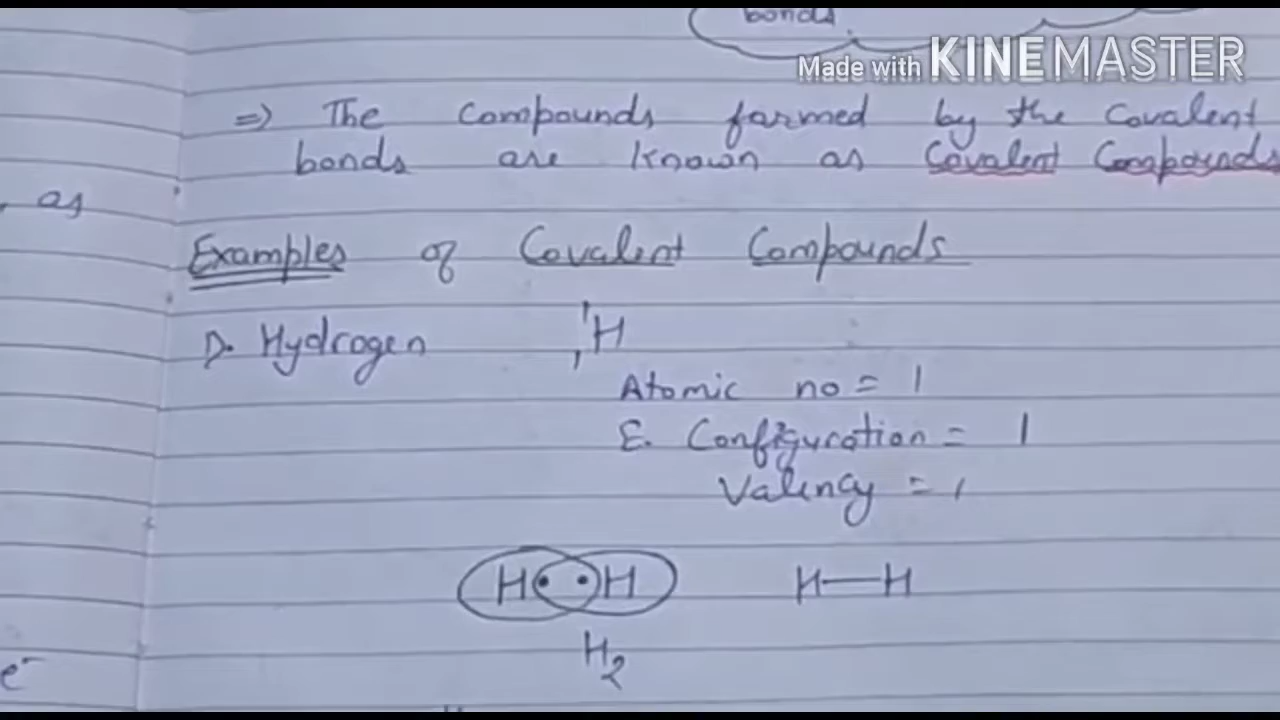 bonds.
Made with KINEMASTER
=> The Compounds formed by the Covalent
bonds are known as Covalent Compounds
, as
Examples of Covalent Compounds
1). Hydrogen ¹₁H
Atomic no = 1
E. Configuration = 1
Valency = 1
H • • H H—H
H₂
e⁻